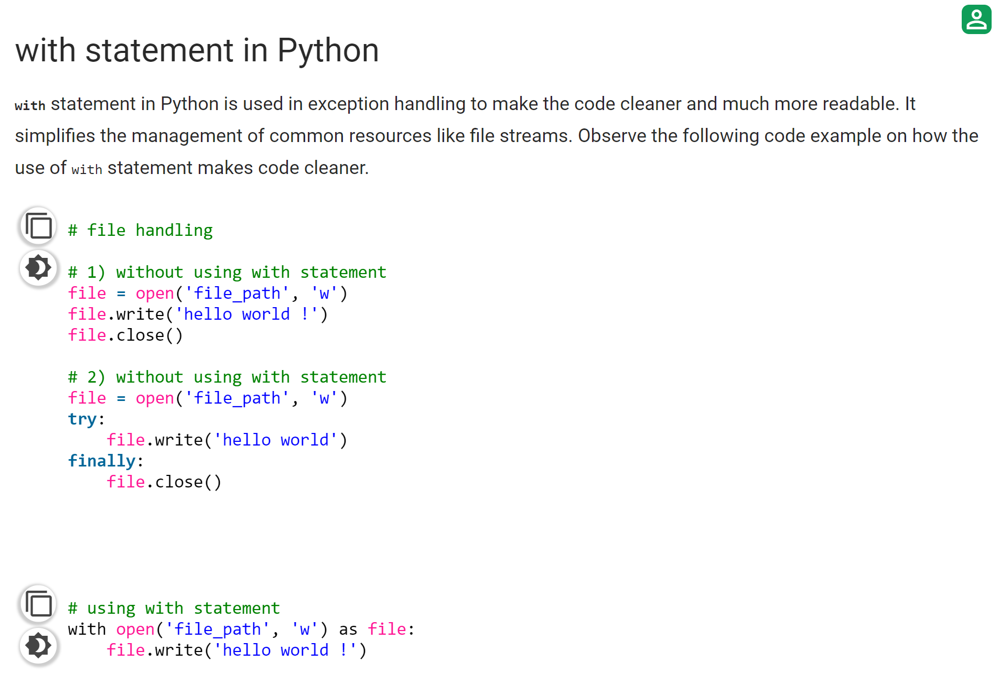 with statement in Python
with statement in Python is used in exception handling to make the code cleaner and much more readable. It
simplifies the management of common resources like file streams. Observe the following code example on how the
use of with statement makes code cleaner.
# file handling
# 1) without using with statement
file = open('file_path', 'w')
file.write('hello world !')
file.close()
# 2) without using with statement
file = open('file_path', 'w')
try:
    file.write('hello world')
finally:
    file.close()
# using with statement
with open('file_path', 'w') as file:
    file.write('hello world !')